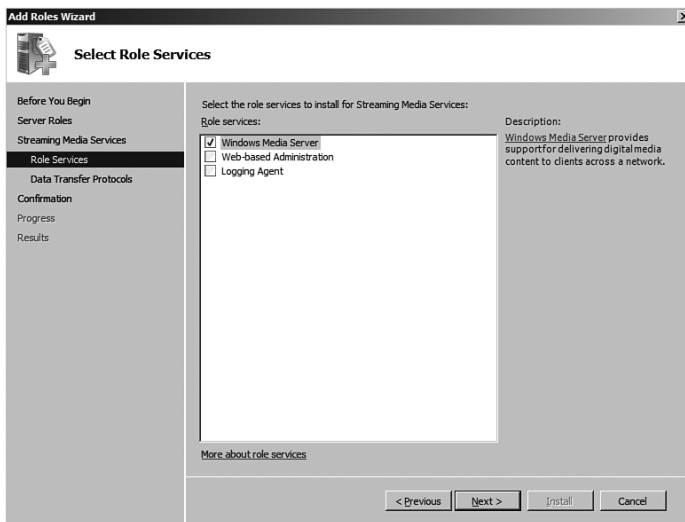 Add Roles Wizard
Select Role Services
Before You Begin
Server Roles
Streaming Media Services
Role Services
Data Transfer Protocols
Confirmation
Progress
Results
Select the role services to install for Streaming Media Services:
Role services:
Windows Media Server
Web-based Administration
Logging Agent
Description:
Windows Media Server provides
support for delivering digital media
content to clients across a network.
More about role services
< Previous
Next >
Install
Cancel